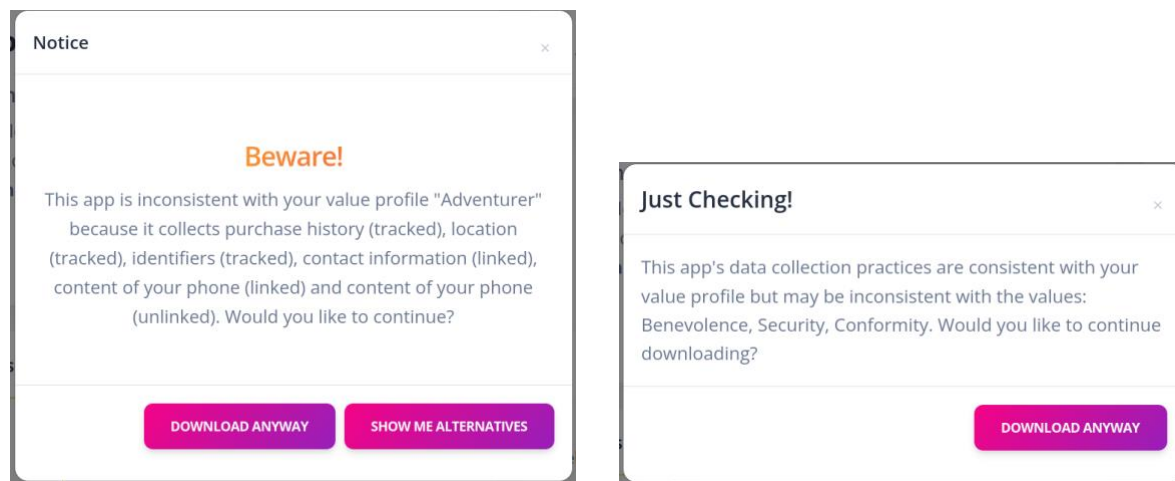 Notice
×
Beware!
This app is inconsistent with your value profile "Adventurer"
because it collects purchase history (tracked), location
(tracked), identifiers (tracked), contact information (linked),
content of your phone (linked) and content of your phone
(unlinked). Would you like to continue?
DOWNLOAD ANYWAY
SHOW ME ALTERNATIVES
Just Checking!
×
This app's data collection practices are consistent with your
value profile but may be inconsistent with the values:
Benevolence, Security, Conformity. Would you like to continue
downloading?
DOWNLOAD ANYWAY